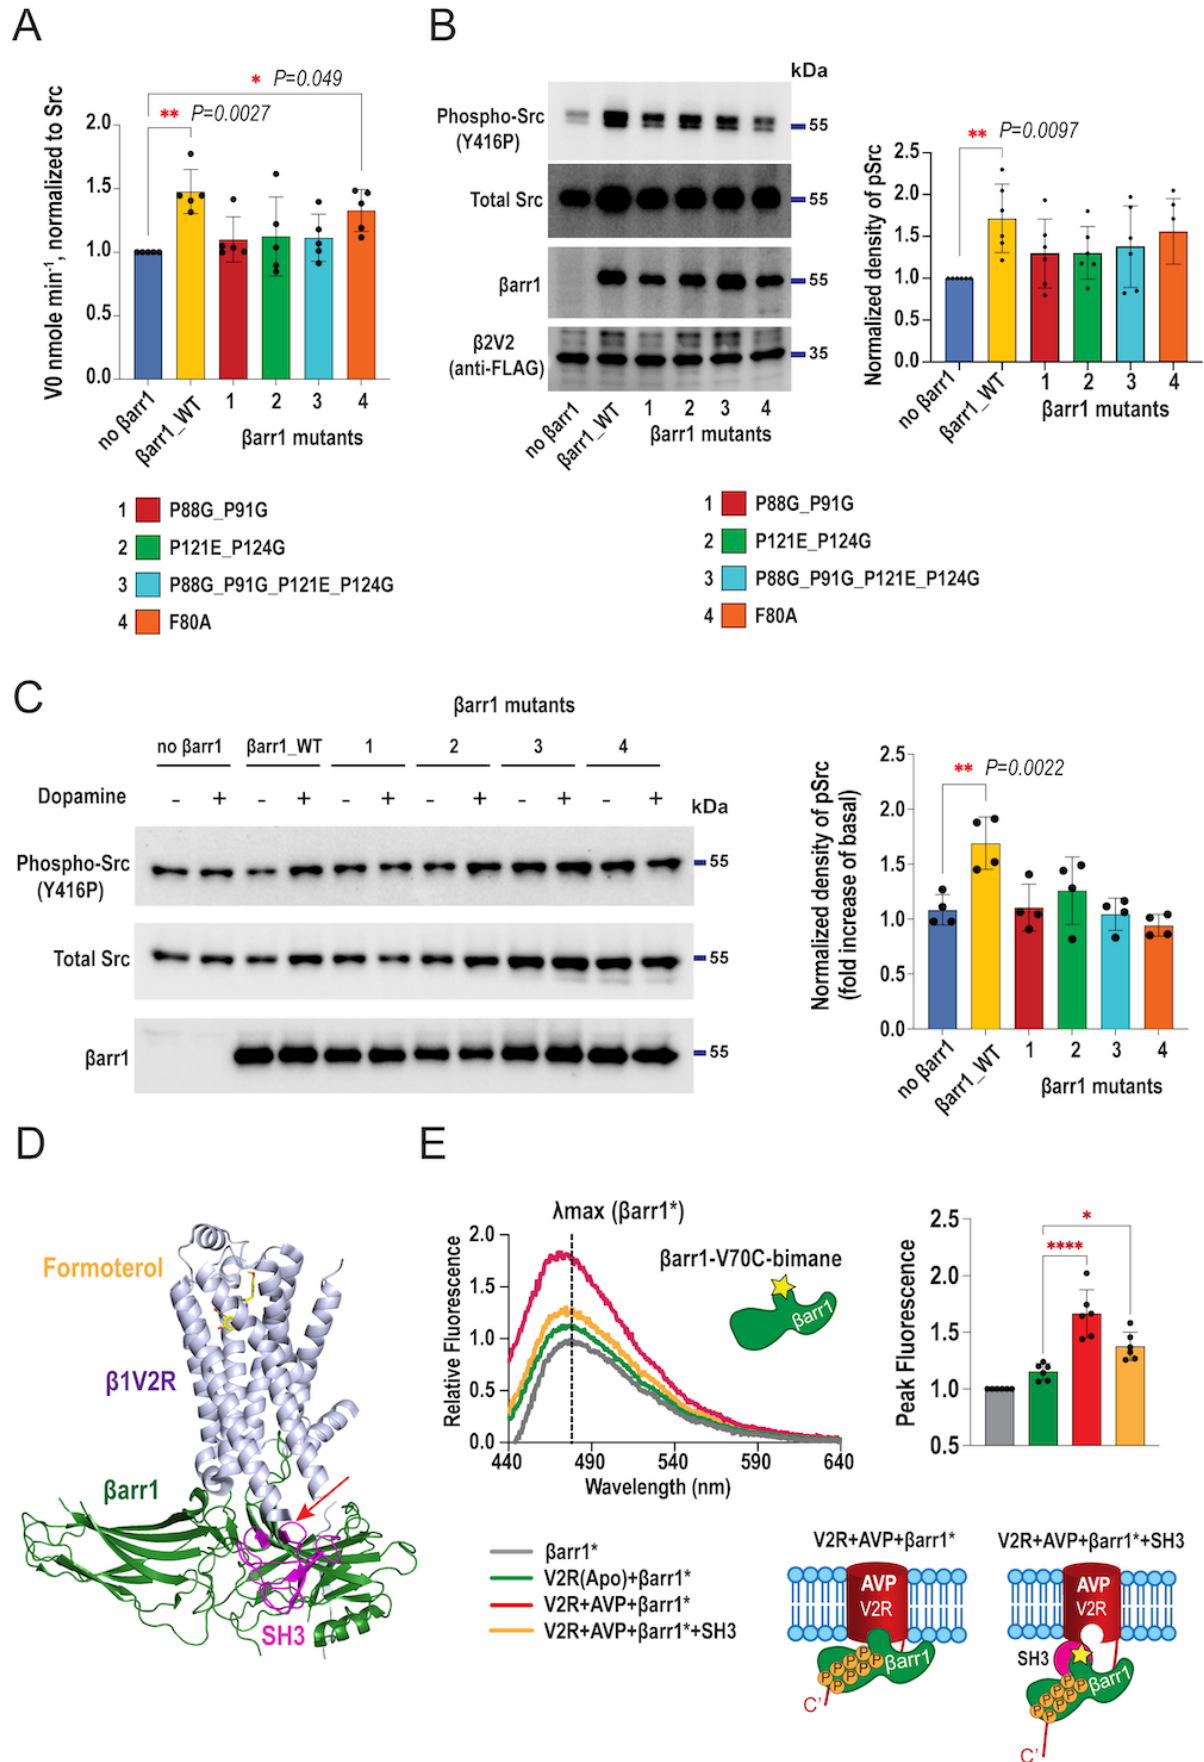 A
V0 nmole min⁻¹, normalized to Src
* P=0.049
** P=0.0027
2.0
1.5
1.0
0.5
0.0
no βarr1
βarr1_WT
1
2
3
4
βarr1 mutants
1 P88G_P91G
2 P121E_P124G
3 P88G_P91G_P121E_P124G
4 F80A
B
kDa
Phospho-Src
(Y416P)
55
Total Src
55
βarr1
55
β2V2
(anti-FLAG)
35
no βarr1
βarr1_WT
1 2 3 4
βarr1 mutants
Normalized density of pSrc
** P=0.0097
2.5
2.0
1.5
1.0
0.5
0.0
no βarr1
βarr1_WT
1 2 3 4
βarr1 mutants
1 P88G_P91G
2 P121E_P124G
3 P88G_P91G_P121E_P124G
4 F80A
C
βarr1 mutants
no βarr1 βarr1_WT 1 2 3 4
Dopamine - + - + - + - + - + - +
kDa
Phospho-Src
(Y416P)
55
Total Src
55
βarr1
55
Normalized density of pSrc
(fold increase of basal)
** P=0.0022
2.5
2.0
1.5
1.0
0.5
0.0
no βarr1
βarr1_WT
1 2 3 4
βarr1 mutants
D
Formoterol
β1V2R
βarr1
SH3
E
λmax (βarr1*)
Relative Fluorescence
2.0
1.5
1.0
0.5
0.0
440 490 540 590 640
Wavelength (nm)
βarr1-V70C-bimane
βarr1
Peak Fluorescence
*
****
2.5
2.0
1.5
1.0
0.5
βarr1*
V2R(Apo)+βarr1*
V2R+AVP+βarr1*
V2R+AVP+βarr1*+SH3
V2R+AVP+βarr1*
AVP
V2R
βarr1
P P P P P P P P
C'
V2R+AVP+βarr1*+SH3
AVP
V2R
SH3
βarr1
P P P P P P P P
C'